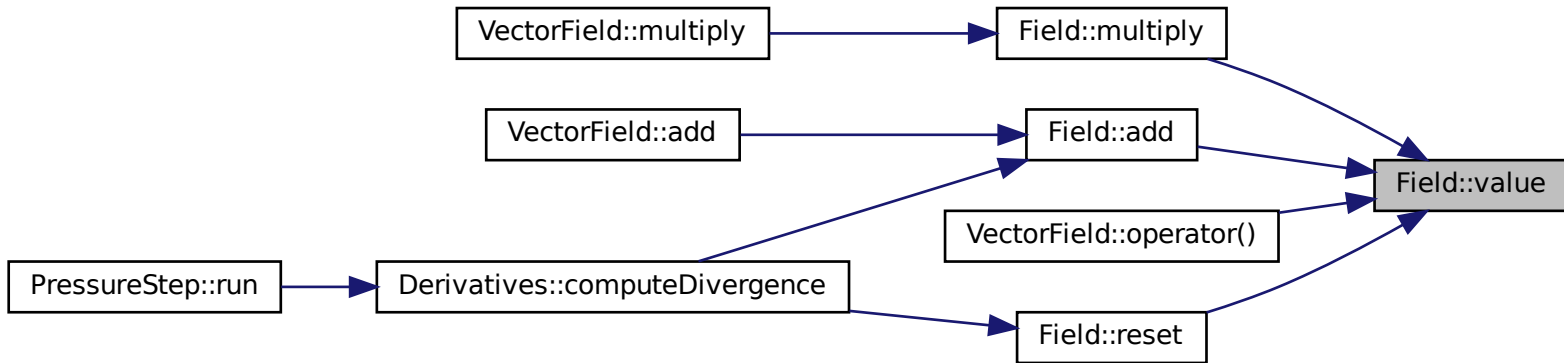 VectorField::multiply
Field::multiply
VectorField::add
Field::add
Field::value
VectorField::operator()
PressureStep::run
Derivatives::computeDivergence
Field::reset